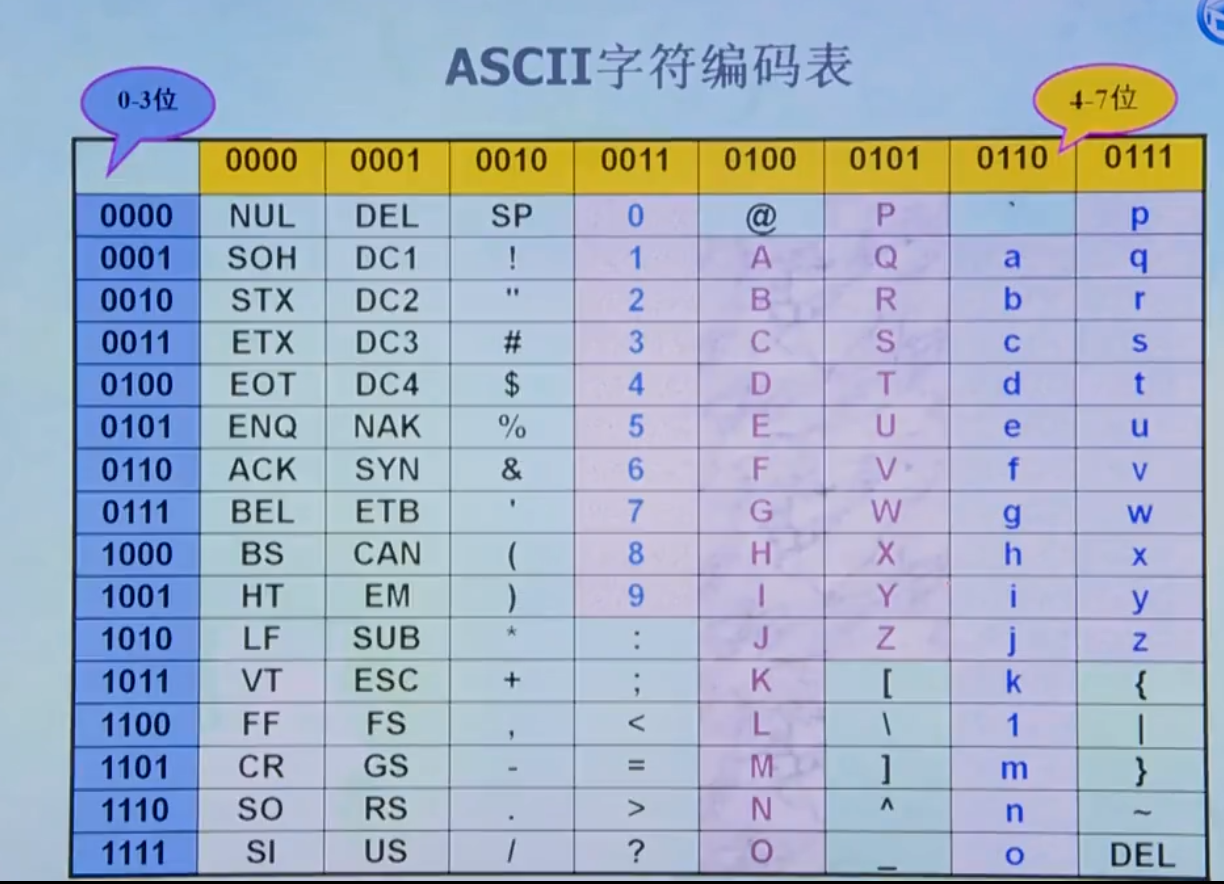 ASCII字符编码表
0-3位
4-7位
0000 0001 0010 0011 0100 0101 0110 0111
0000 NUL DEL SP 0 @ P ` p
0001 SOH DC1 ! 1 A Q a q
0010 STX DC2 " 2 B R b r
0011 ETX DC3 # 3 C S c s
0100 EOT DC4 $ 4 D T d t
0101 ENQ NAK % 5 E U e u
0110 ACK SYN & 6 F V f v
0111 BEL ETB ' 7 G W g w
1000 BS CAN ( 8 H X h x
1001 HT EM ) 9 I Y i y
1010 LF SUB * : J Z j z
1011 VT ESC + ; K [ k {
1100 FF FS , < L \ 1 |
1101 CR GS - = M ] m }
1110 SO RS . > N ^ n ~
1111 SI US / ? O _ o DEL